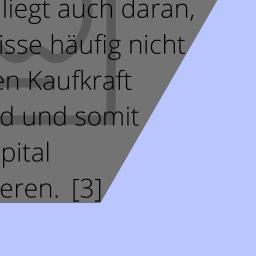 liegt auch daran,
isse häufig nicht
en Kaufkraft
d und somit
pital
eren. [3]